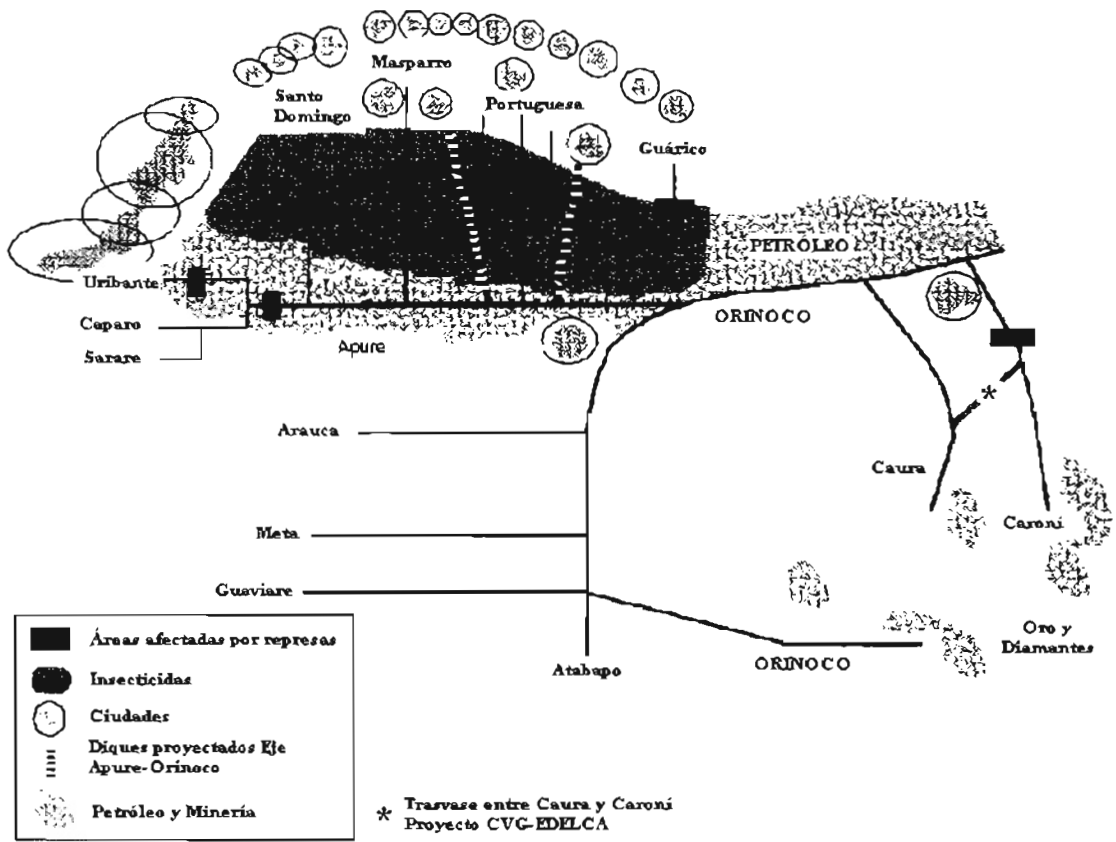 Masparro
Santo
Domingo
Portuguesa
Guárico
PETRÓLEO
Uribante
ORINOCO
Caparo
Sarare
Apure
Arauca
Caura
Caroní
Meta
Guaviare
Oro y
Diamantes
ORINOCO
Atabapo
Áreas afectadas por represas
Insecticidas
Ciudades
Diques proyectados Eje
Apure-Orinoco
Petróleo y Minería
* Trasvase entre Caura y Caroní
Proyecto CVG-EDELCA
*